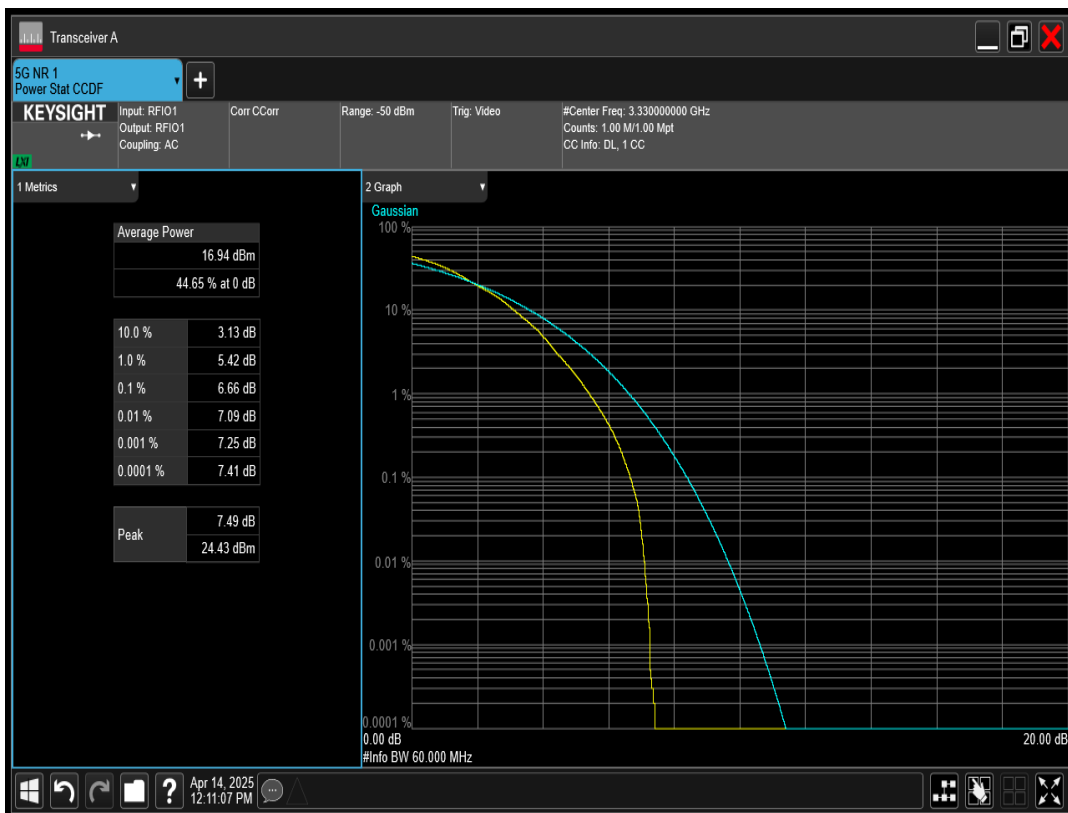 Transceiver A
5G NR 1
Power Stat CCDF
+
KEYSIGHT
LXI
Input: RFIO1
Output: RFIO1
Coupling: AC
Corr CCorr
Range: -50 dBm
Trig: Video
#Center Freq: 3.330000000 GHz
Counts: 1.00 M/1.00 Mpt
CC Info: DL, 1 CC
1 Metrics
Average Power
16.94 dBm
44.65 % at 0 dB
10.0 % 3.13 dB
1.0 % 5.42 dB
0.1 % 6.66 dB
0.01 % 7.09 dB
0.001 % 7.25 dB
0.0001 % 7.41 dB
Peak
7.49 dB
24.43 dBm
2 Graph
Gaussian
100 %
10 %
1 %
0.1 %
0.01 %
0.001 %
0.0001 %
0.00 dB 20.00 dB
#Info BW 60.000 MHz
?
Apr 14, 2025
12:11:07 PM